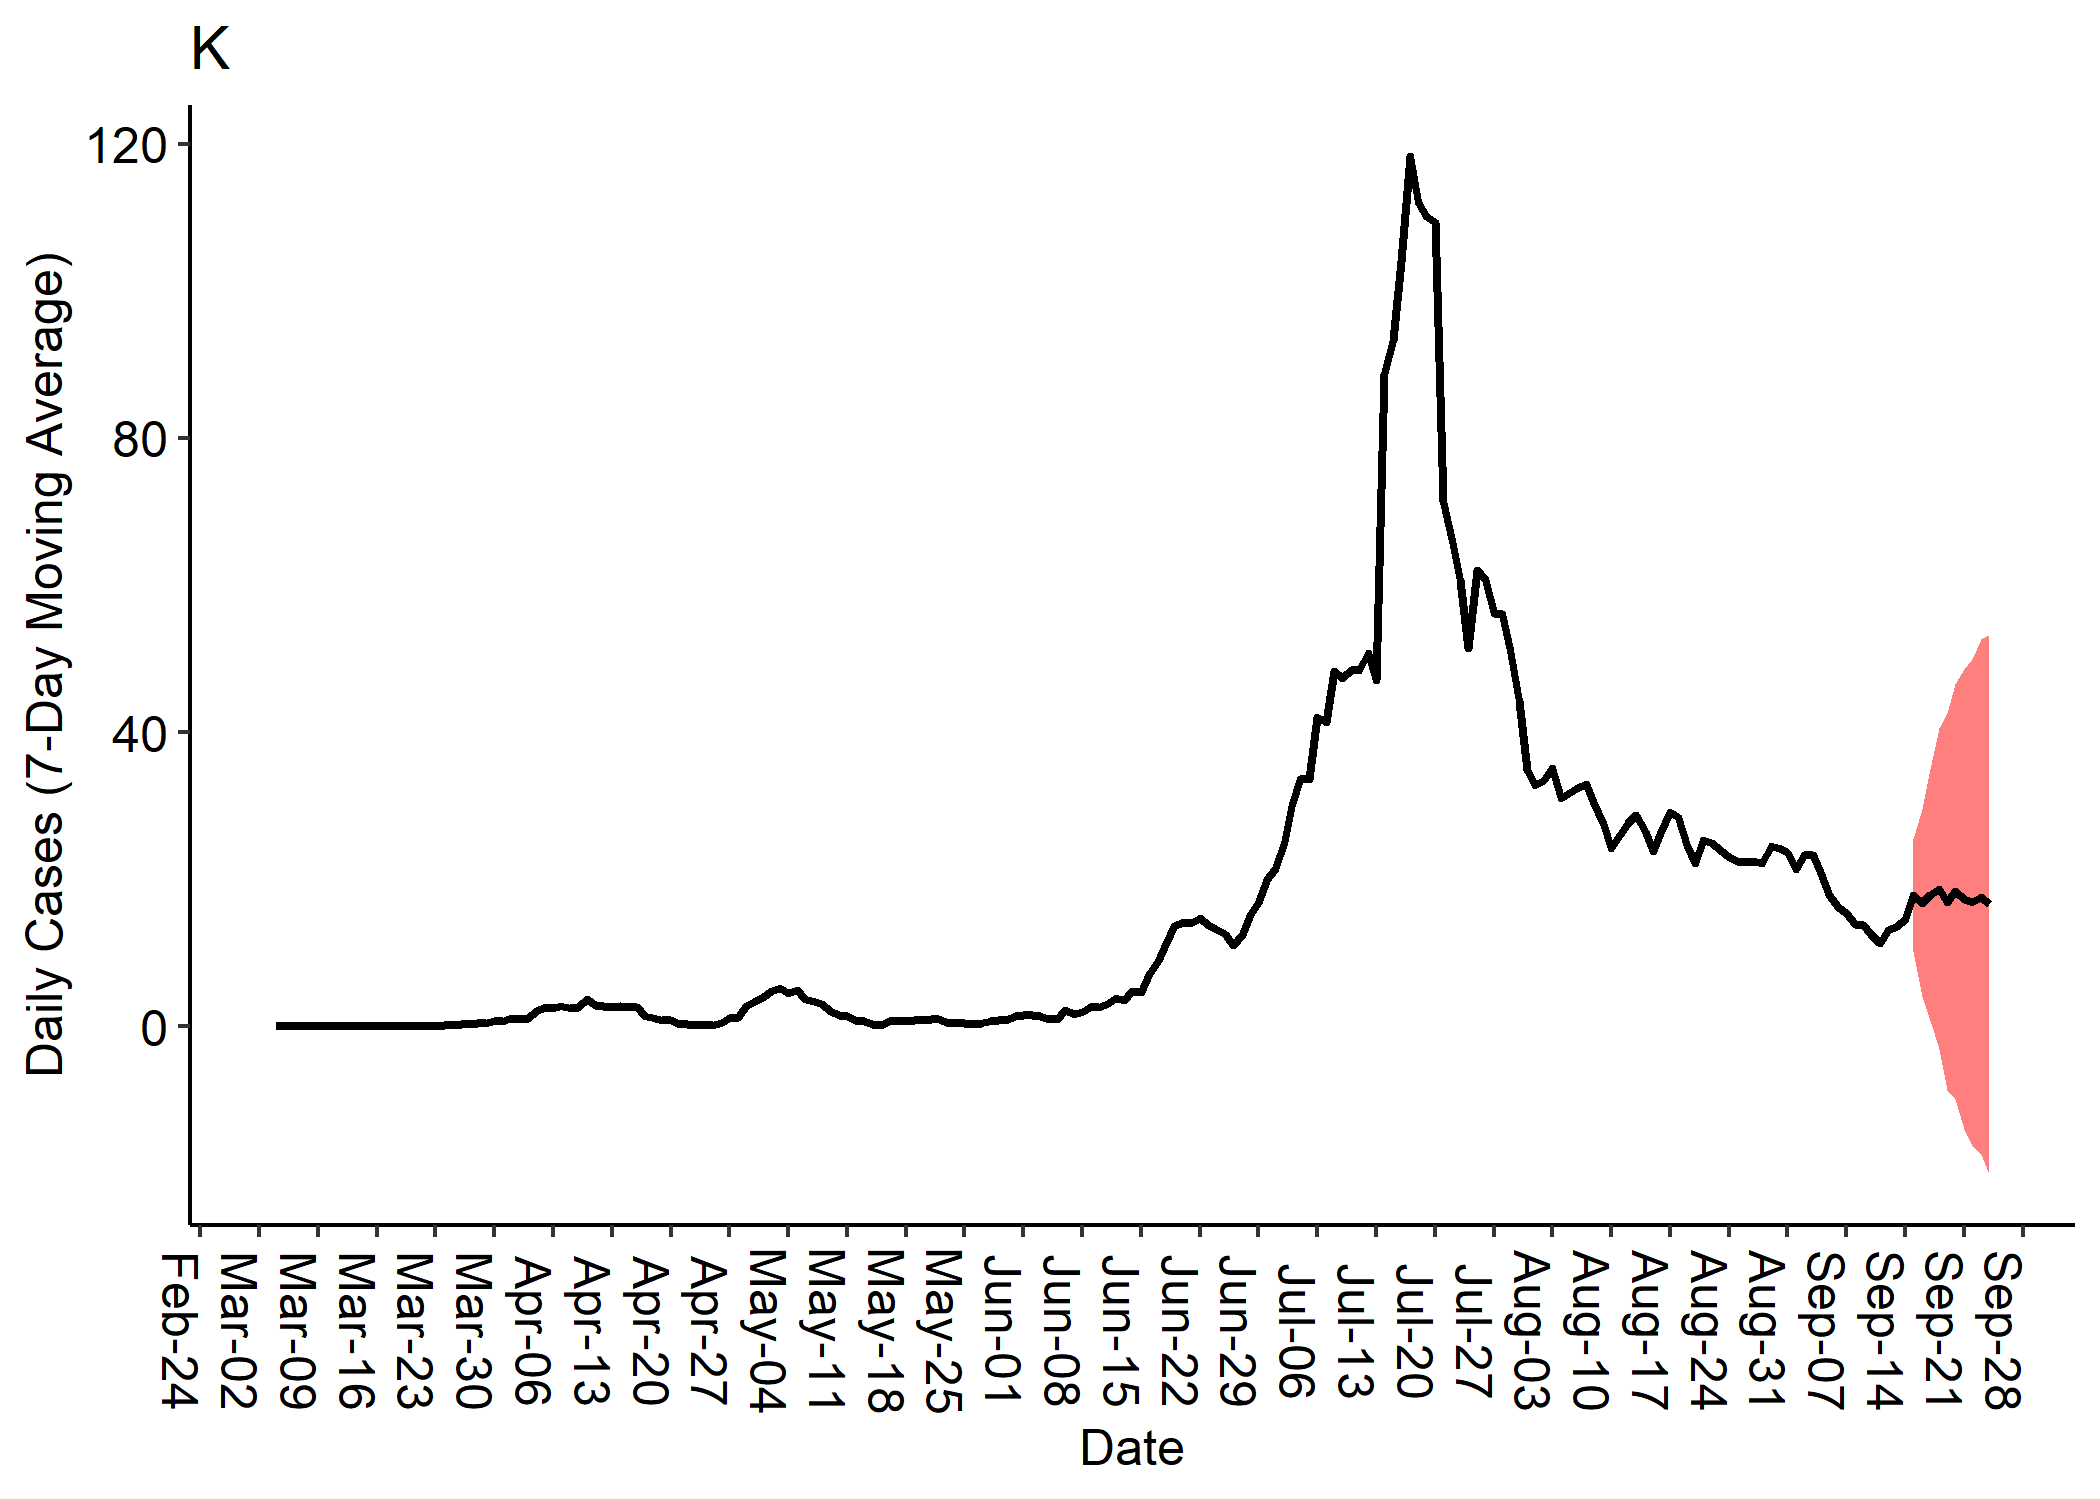 K
Daily Cases (7-Day Moving Average)
120
80
40
0
Feb-24
Mar-02
Mar-09
Mar-16
Mar-23
Mar-30
Apr-06
Apr-13
Apr-20
Apr-27
May-04
May-11
May-18
May-25
Jun-01
Jun-08
Jun-15
Jun-22
Jun-29
Jul-06
Jul-13
Jul-20
Jul-27
Aug-03
Aug-10
Aug-17
Aug-24
Aug-31
Sep-07
Sep-14
Sep-21
Sep-28
Date